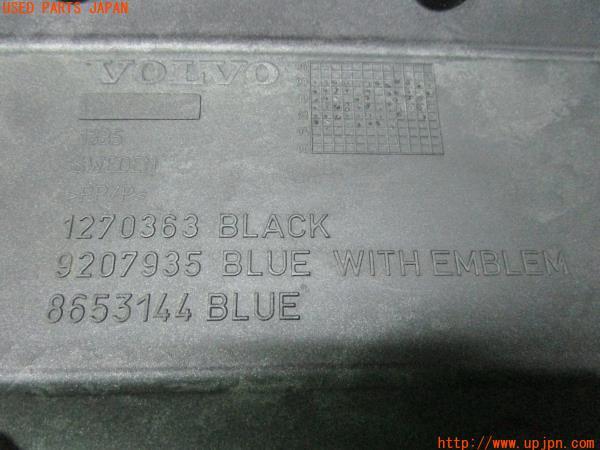 USED PARTS JAPAN
VOLVO
SWEDEN
1270363 BLACK
9207935 BLUE WITH EMBLEM
8653144 BLUE
http://www.upjpn.com